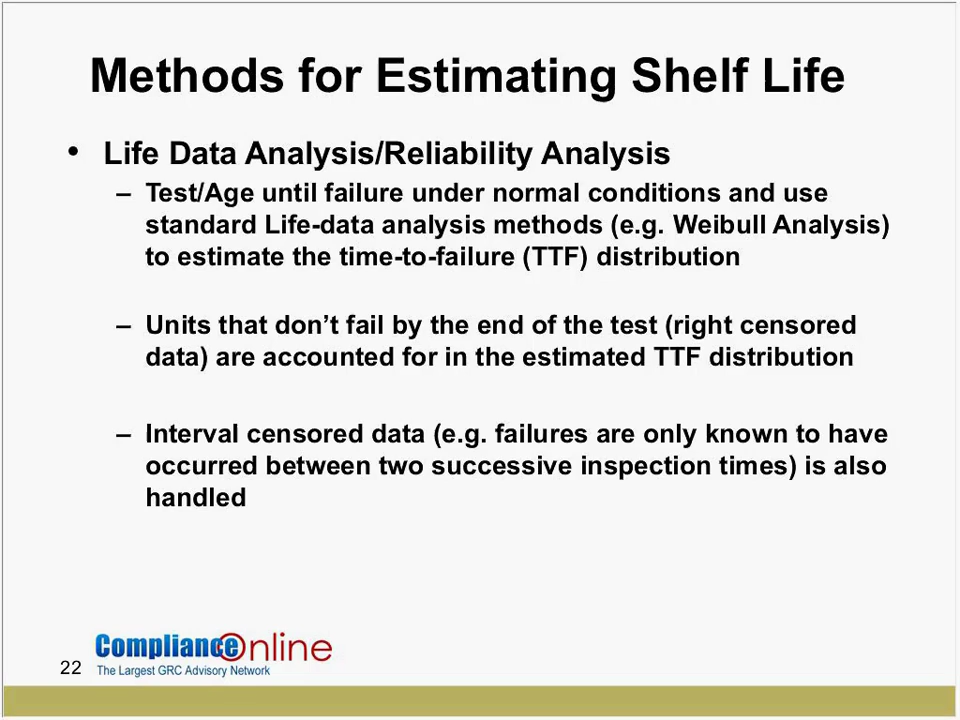 Methods for Estimating Shelf Life
• Life Data Analysis/Reliability Analysis
– Test/Age until failure under normal conditions and use
standard Life-data analysis methods (e.g. Weibull Analysis)
to estimate the time-to-failure (TTF) distribution
– Units that don’t fail by the end of the test (right censored
data) are accounted for in the estimated TTF distribution
– Interval censored data (e.g. failures are only known to have
occurred between two successive inspection times) is also
handled
ComplianceOnline
22 The Largest GRC Advisory Network